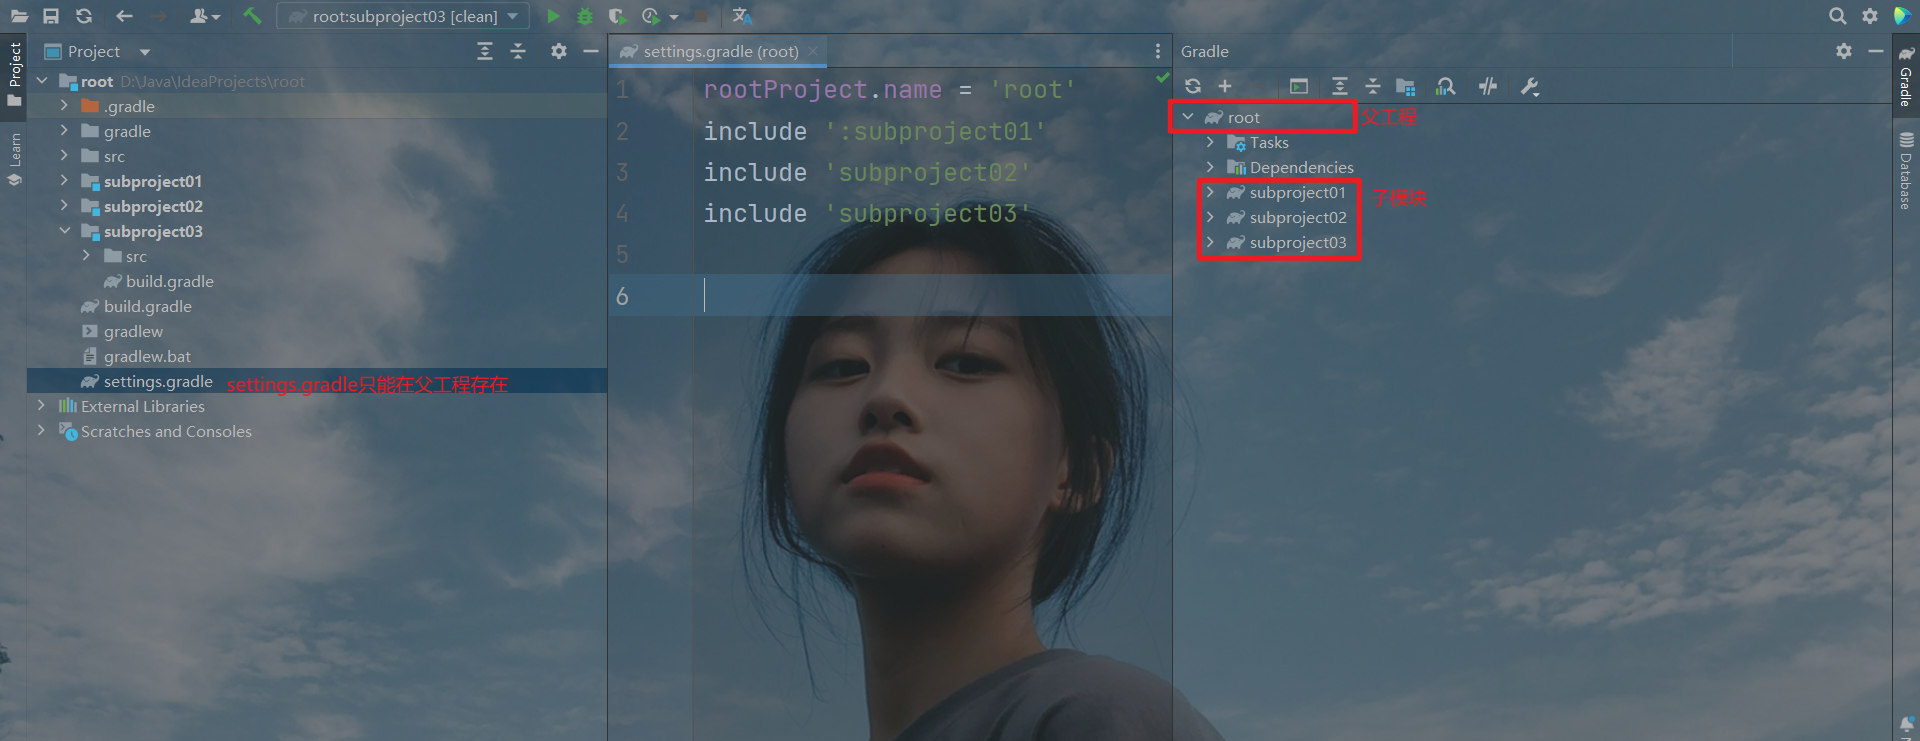 root:subproject03 [clean]
Project
Learn
Project
root D:\Java\IdeaProjects\root
.gradle
gradle
src
subproject01
subproject02
subproject03
src
build.gradle
build.gradle
gradlew
gradlew.bat
settings.gradle settings.gradle只能在父工程存在
External Libraries
Scratches and Consoles
settings.gradle (root)
1 rootProject.name = 'root'
2 include ':subproject01'
3 include 'subproject02'
4 include 'subproject03'
5
6
Gradle
root 父工程
Tasks
Dependencies
subproject01 子模块
subproject02
subproject03
Gradle
Database